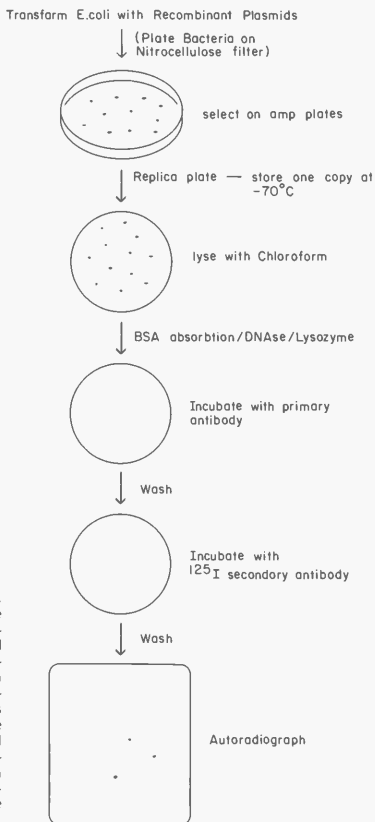 Transfarm E.coli with Recombinant Plasmids
(Plate Bacteria on
Nitrocellulose filter)
select on amp plates
Replica plate — store one copy at
-70°C
lyse with Chloroform
BSA absorbtion/DNAse/Lysozyme
Incubate with primary
antibody
Wash
Incubate with
125I secondory antibody
Wash
Autoradiograph